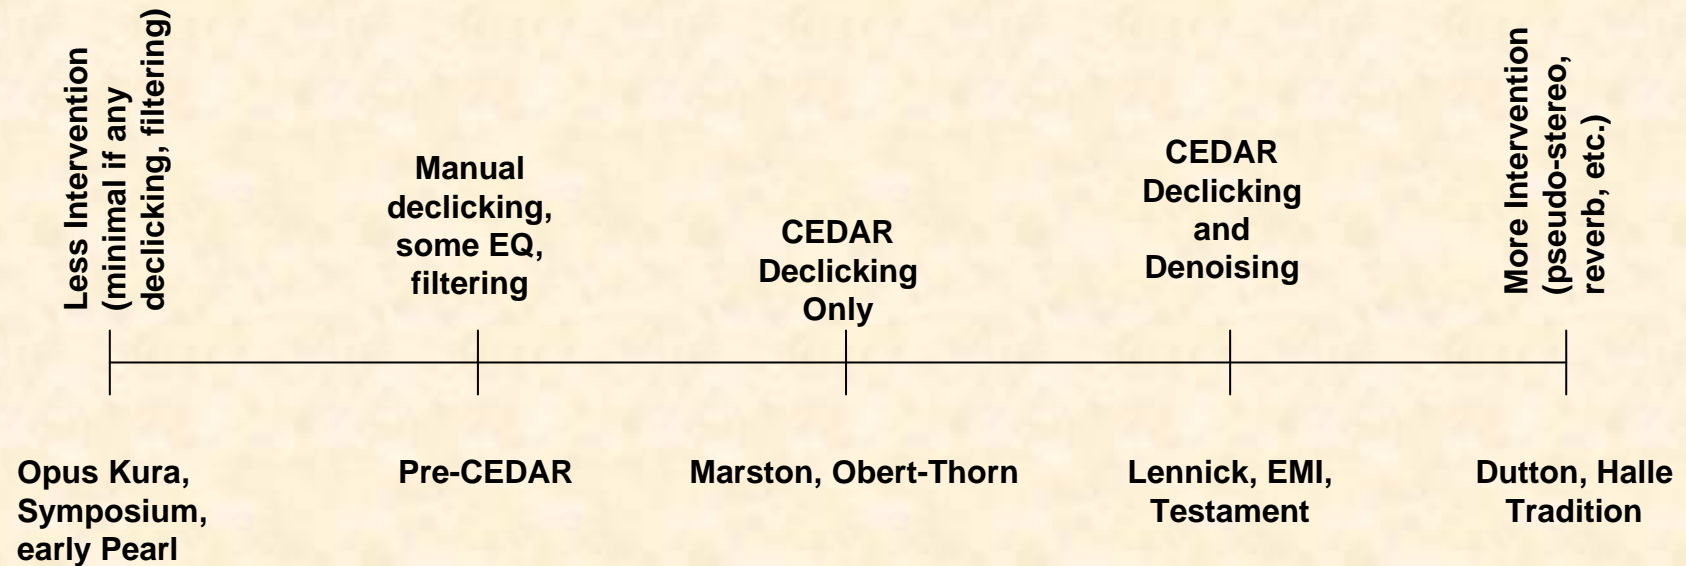 Less Intervention
(minimal if any
declicking, filtering)
Manual
declicking,
some EQ,
filtering
CEDAR
Declicking
Only
CEDAR
Declicking
and
Denoising
More Intervention
(pseudo-stereo,
reverb, etc.)
Opus Kura,
Symposium,
early Pearl
Pre-CEDAR
Marston, Obert-Thorn
Lennick, EMI,
Testament
Dutton, Halle
Tradition